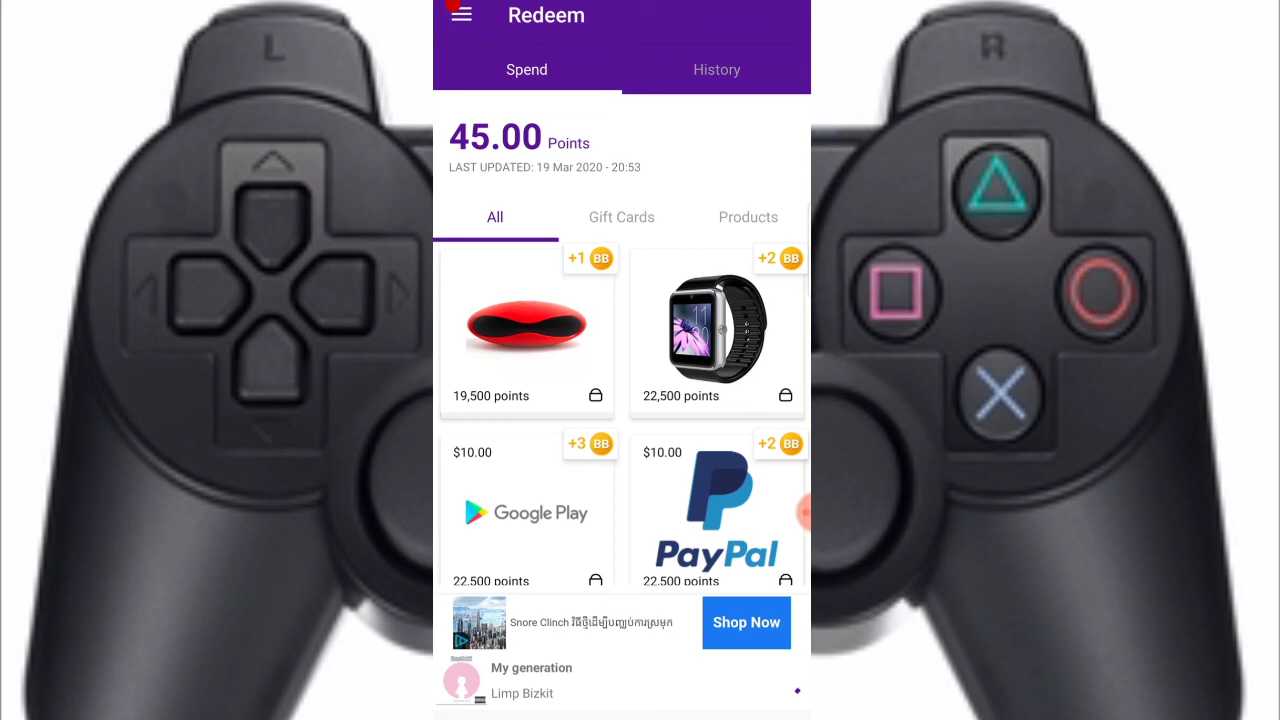 L
R
Redeem
Spend
History
45.00 Points
LAST UPDATED: 19 Mar 2020 - 20:53
All
Gift Cards
Products
+1 BB
+2 BB
19,500 points
22,500 points
$10.00
+3 BB
$10.00
+2 BB
Google Play
PayPal
22,500 points
22,500 points
Snore Clinch វិធីថ្មីដើម្បីបញ្ឈប់ការស្រមុក
Shop Now
My generation
Limp Bizkit